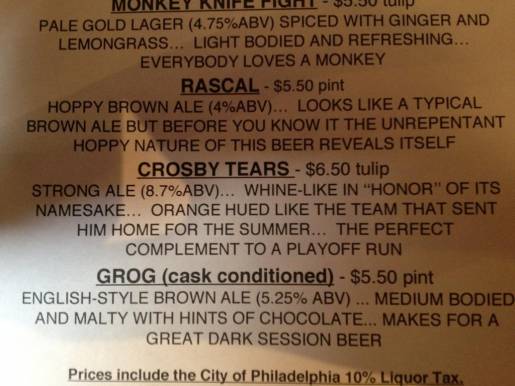 MONKEY KNIFE FIGHT - $5.50 tulip
PALE GOLD LAGER (4.75%ABV) SPICED WITH GINGER AND
LEMONGRASS... LIGHT BODIED AND REFRESHING...
EVERYBODY LOVES A MONKEY
RASCAL - $5.50 pint
HOPPY BROWN ALE (4%ABV)... LOOKS LIKE A TYPICAL
BROWN ALE BUT BEFORE YOU KNOW IT THE UNREPENTANT
HOPPY NATURE OF THIS BEER REVEALS ITSELF
CROSBY TEARS - $6.50 tulip
STRONG ALE (8.7%ABV)... WHINE-LIKE IN “HONOR” OF ITS
NAMESAKE... ORANGE HUED LIKE THE TEAM THAT SENT
HIM HOME FOR THE SUMMER... THE PERFECT
COMPLEMENT TO A PLAYOFF RUN
GROG (cask conditioned) - $5.50 pint
ENGLISH-STYLE BROWN ALE (5.25% ABV) ... MEDIUM BODIED
AND MALTY WITH HINTS OF CHOCOLATE... MAKES FOR A
GREAT DARK SESSION BEER
Prices include the City of Philadelphia 10% Liquor Tax.